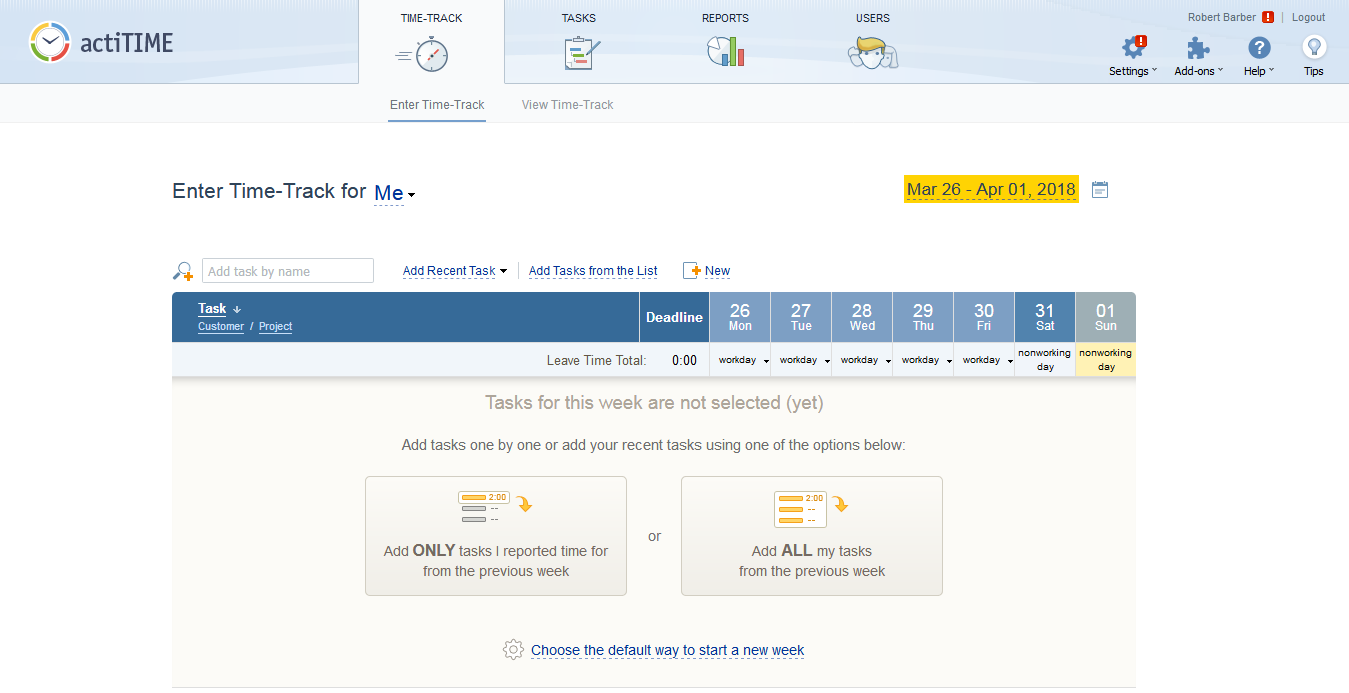 actiTIME
TIME-TRACK
TASKS
REPORTS
USERS
Robert Barber ! | Logout
Settings
Add-ons
Help
Tips
Enter Time-Track
View Time-Track
Enter Time-Track for Me
Mar 26 - Apr 01, 2018
Add task by name
Add Recent Task
Add Tasks from the List
New
Task ↓
Customer / Project
Deadline
26 Mon
27 Tue
28 Wed
29 Thu
30 Fri
31 Sat
01 Sun
Leave Time Total: 0:00
workday
workday
workday
workday
workday
nonworking
day
nonworking
day
Tasks for this week are not selected (yet)
Add tasks one by one or add your recent tasks using one of the options below:
2:00
--
--
Add ONLY tasks I reported time for
from the previous week
or
2:00
--
--
Add ALL my tasks
from the previous week
Choose the default way to start a new week